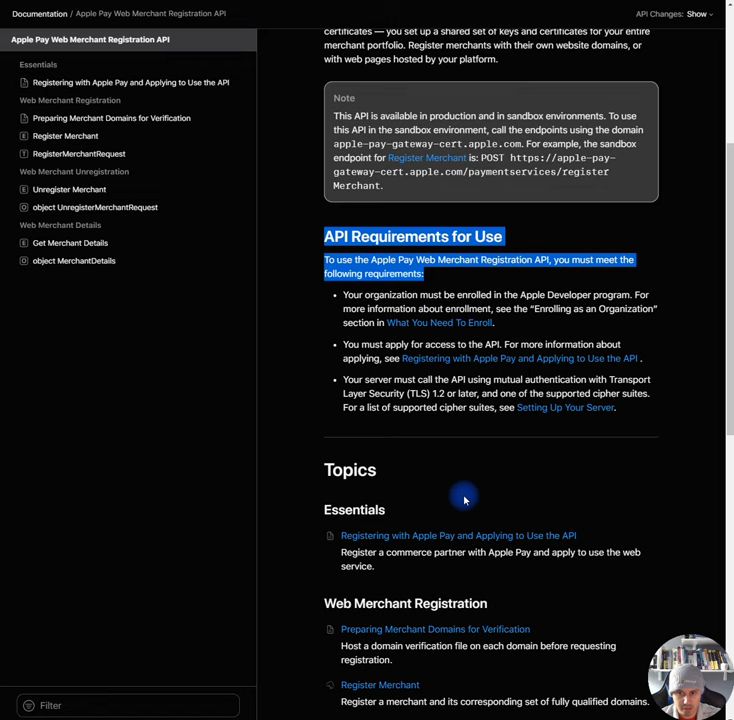 Documentation / Apple Pay Web Merchant Registration API
API Changes: Show
Apple Pay Web Merchant Registration API
Essentials
Registering with Apple Pay and Applying to Use the API
Web Merchant Registration
Preparing Merchant Domains for Verification
E Register Merchant
T RegisterMerchantRequest
Web Merchant Unregistration
E Unregister Merchant
O object UnregisterMerchantRequest
Web Merchant Details
E Get Merchant Details
O object MerchantDetails
Filter
certificates — you set up a shared set of keys and certificates for your entire
merchant portfolio. Register merchants with their own website domains, or
with web pages hosted by your platform.
Note
This API is available in production and in sandbox environments. To use
this API in the sandbox environment, call the endpoints using the domain
apple-pay-gateway-cert.apple.com. For example, the sandbox
endpoint for Register Merchant is: POST https://apple-pay-
gateway-cert.apple.com/paymentservices/register
Merchant.
API Requirements for Use
To use the Apple Pay Web Merchant Registration API, you must meet the
following requirements:
• Your organization must be enrolled in the Apple Developer program. For
more information about enrollment, see the “Enrolling as an Organization”
section in What You Need To Enroll.
• You must apply for access to the API. For more information about
applying, see Registering with Apple Pay and Applying to Use the API .
• Your server must call the API using mutual authentication with Transport
Layer Security (TLS) 1.2 or later, and one of the supported cipher suites.
For a list of supported cipher suites, see Setting Up Your Server.
Topics
Essentials
Registering with Apple Pay and Applying to Use the API
Register a commerce partner with Apple Pay and apply to use the web
service.
Web Merchant Registration
Preparing Merchant Domains for Verification
Host a domain verification file on each domain before requesting
registration.
Register Merchant
Register a merchant and its corresponding set of fully qualified domains.